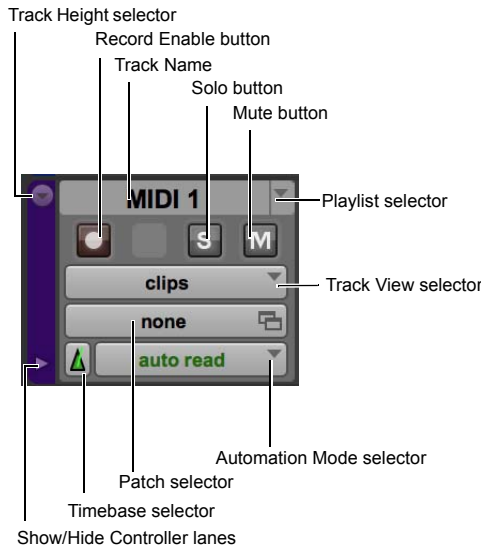 Track Height selector
Record Enable button
Track Name
Solo button
Mute button
MIDI 1
Playlist selector
S
M
clips
Track View selector
none
auto read
Automation Mode selector
Patch selector
Timebase selector
Show/Hide Controller lanes